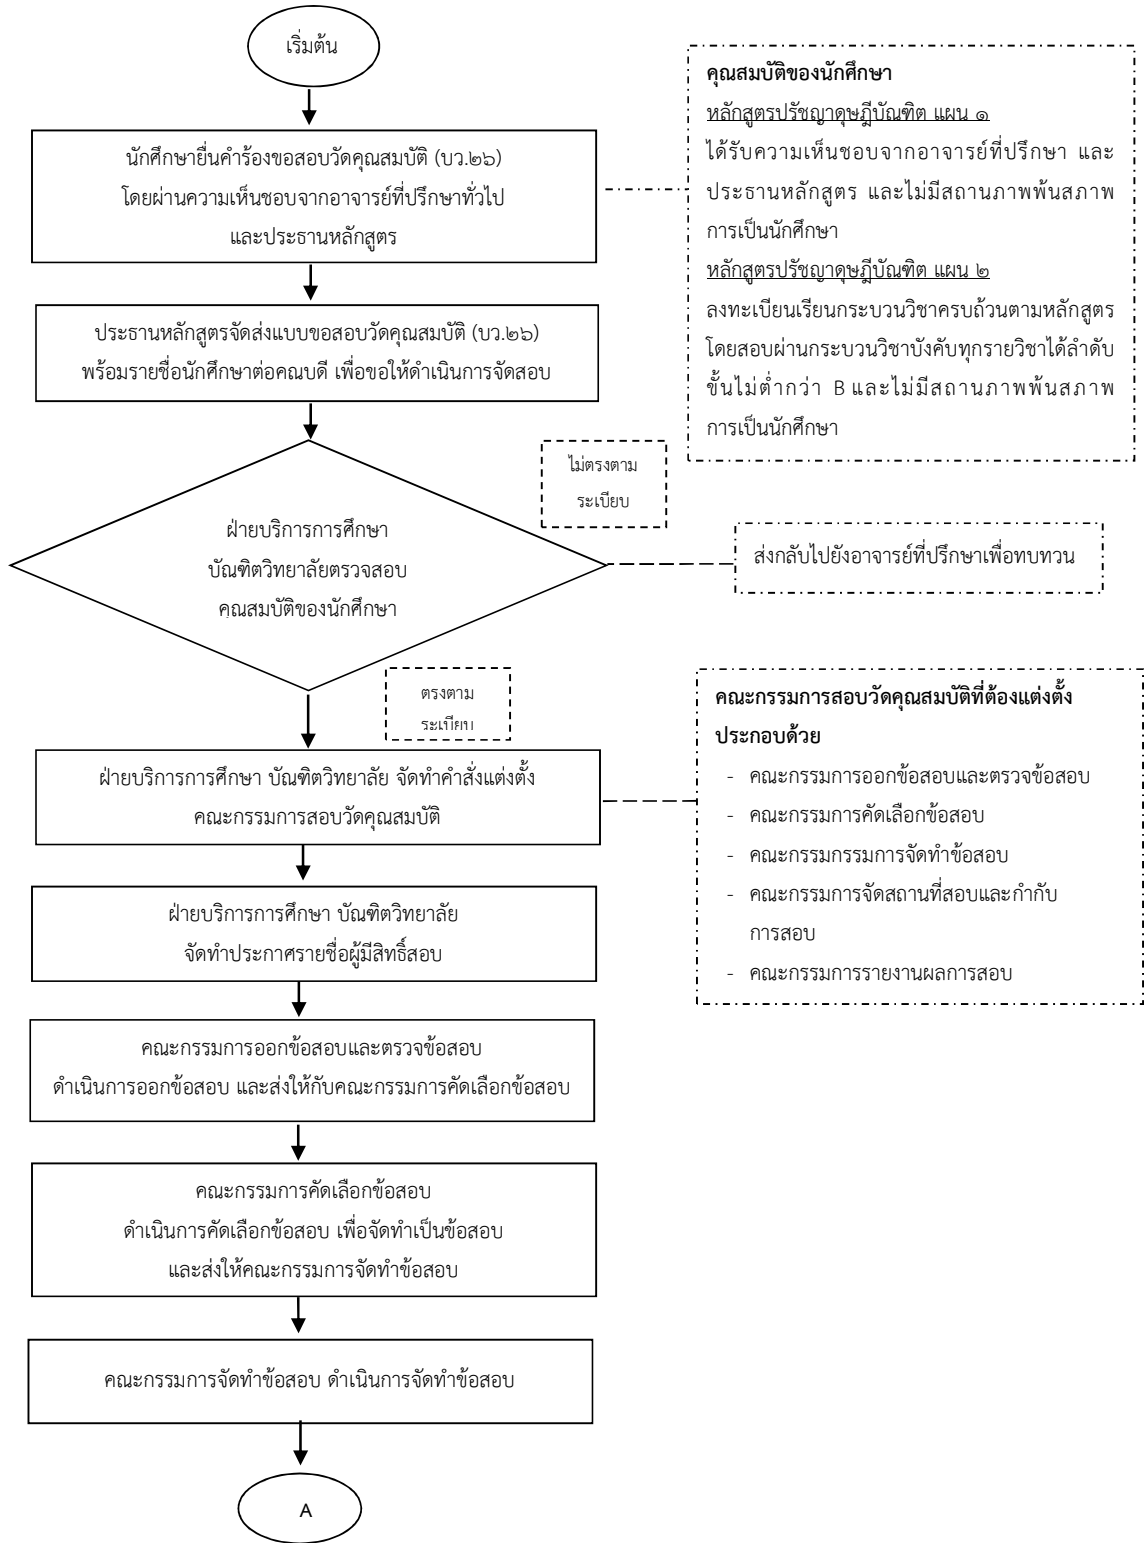 เริ่มต้น
นักศึกษายื่นคำร้องขอสอบวัดคุณสมบัติ (บว.๒๖)
โดยผ่านความเห็นชอบจากอาจารย์ที่ปรึกษาทั่วไป
และประธานหลักสูตร
คุณสมบัติของนักศึกษา
หลักสูตรปรัชญาดุษฎีบัณฑิต แผน ๑
ได้รับความเห็นชอบจากอาจารย์ที่ปรึกษา และ
ประธานหลักสูตร และไม่มีสถานภาพพ้นสภาพ
การเป็นนักศึกษา
หลักสูตรปรัชญาดุษฎีบัณฑิต แผน ๒
ลงทะเบียนเรียนกระบวนวิชาครบถ้วนตามหลักสูตร
โดยสอบผ่านกระบวนวิชาบังคับทุกรายวิชาได้ลำดับ
ขั้นไม่ต่ำกว่า B และไม่มีสถานภาพพ้นสภาพ
การเป็นนักศึกษา
ประธานหลักสูตรจัดส่งแบบขอสอบวัดคุณสมบัติ (บว.๒๖)
พร้อมรายชื่อนักศึกษาต่อคณบดี เพื่อขอให้ดำเนินการจัดสอบ
ฝ่ายบริการการศึกษา
บัณฑิตวิทยาลัยตรวจสอบ
คุณสมบัติของนักศึกษา
ไม่ตรงตาม
ระเบียบ
ส่งกลับไปยังอาจารย์ที่ปรึกษาเพื่อทบทวน
ตรงตาม
ระเบียบ
ฝ่ายบริการการศึกษา บัณฑิตวิทยาลัย จัดทำคำสั่งแต่งตั้ง
คณะกรรมการสอบวัดคุณสมบัติ
คณะกรรมการสอบวัดคุณสมบัติที่ต้องแต่งตั้ง
ประกอบด้วย
- คณะกรรมการออกข้อสอบและตรวจข้อสอบ
- คณะกรรมการคัดเลือกข้อสอบ
- คณะกรรมกรรมการจัดทำข้อสอบ
- คณะกรรมการจัดสถานที่สอบและกำกับ
การสอบ
- คณะกรรมการรายงานผลการสอบ
ฝ่ายบริการการศึกษา บัณฑิตวิทยาลัย
จัดทำประกาศรายชื่อผู้มีสิทธิ์สอบ
คณะกรรมการออกข้อสอบและตรวจข้อสอบ
ดำเนินการออกข้อสอบ และส่งให้กับคณะกรรมการคัดเลือกข้อสอบ
คณะกรรมการคัดเลือกข้อสอบ
ดำเนินการคัดเลือกข้อสอบ เพื่อจัดทำเป็นข้อสอบ
และส่งให้คณะกรรมการจัดทำข้อสอบ
คณะกรรมการจัดทำข้อสอบ ดำเนินการจัดทำข้อสอบ
A